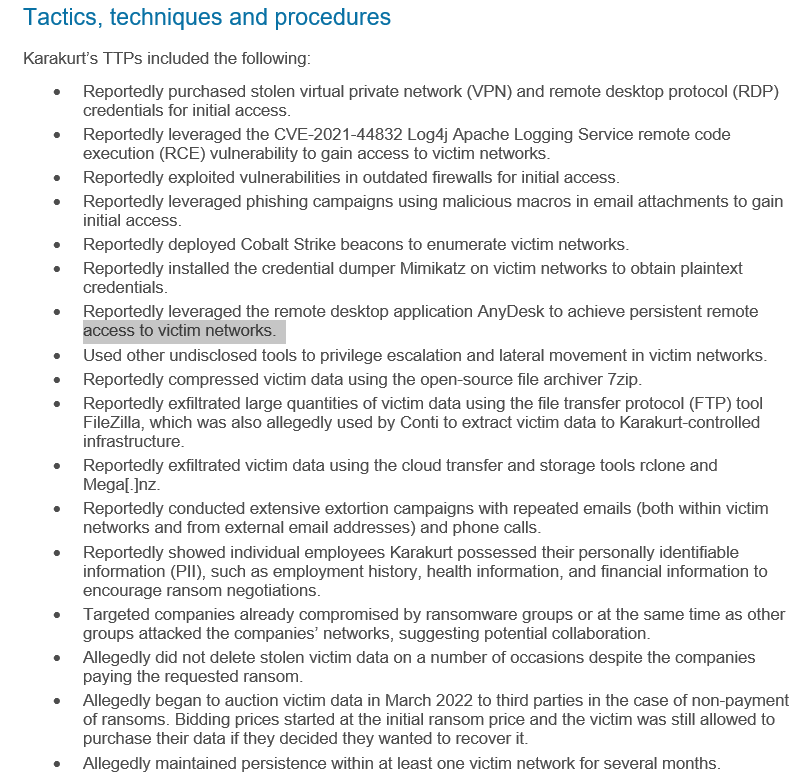 Tactics, techniques and procedures
Karakurt's TTPs included the following:
• Reportedly purchased stolen virtual private network (VPN) and remote desktop protocol (RDP)
credentials for initial access.
• Reportedly leveraged the CVE-2021-44832 Log4j Apache Logging Service remote code
execution (RCE) vulnerability to gain access to victim networks.
• Reportedly exploited vulnerabilities in outdated firewalls for initial access.
• Reportedly leveraged phishing campaigns using malicious macros in email attachments to gain
initial access.
• Reportedly deployed Cobalt Strike beacons to enumerate victim networks.
• Reportedly installed the credential dumper Mimikatz on victim networks to obtain plaintext
credentials.
• Reportedly leveraged the remote desktop application AnyDesk to achieve persistent remote
access to victim networks.
• Used other undisclosed tools to privilege escalation and lateral movement in victim networks.
• Reportedly compressed victim data using the open-source file archiver 7zip.
• Reportedly exfiltrated large quantities of victim data using the file transfer protocol (FTP) tool
FileZilla, which was also allegedly used by Conti to extract victim data to Karakurt-controlled
infrastructure.
• Reportedly exfiltrated victim data using the cloud transfer and storage tools rclone and
Mega[.]nz.
• Reportedly conducted extensive extortion campaigns with repeated emails (both within victim
networks and from external email addresses) and phone calls.
• Reportedly showed individual employees Karakurt possessed their personally identifiable
information (PII), such as employment history, health information, and financial information to
encourage ransom negotiations.
• Targeted companies already compromised by ransomware groups or at the same time as other
groups attacked the companies' networks, suggesting potential collaboration.
• Allegedly did not delete stolen victim data on a number of occasions despite the companies
paying the requested ransom.
• Allegedly began to auction victim data in March 2022 to third parties in the case of non-payment
of ransoms. Bidding prices started at the initial ransom price and the victim was still allowed to
purchase their data if they decided they wanted to recover it.
• Allegedly maintained persistence within at least one victim network for several months.